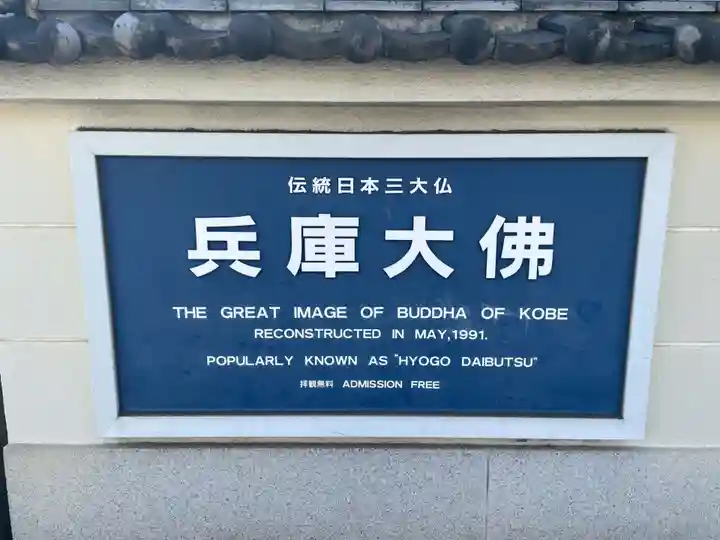 伝統日本三大仏
兵庫大佛
THE GREAT IMAGE OF BUDDHA OF KOBE
RECONSTRUCTED IN MAY,1991.
POPULARLY KNOWN AS "HYOGO DAIBUTSU"
拝観無料 ADMISSION FREE